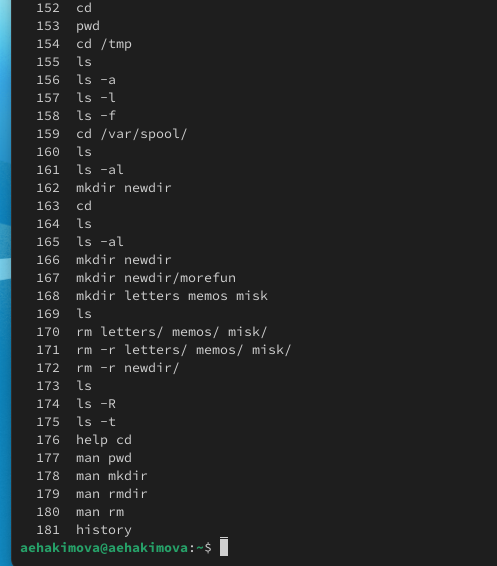 152 cd
153 pwd
154 cd /tmp
155 ls
156 ls -a
157 ls -l
158 ls -f
159 cd /var/spool/
160 ls
161 ls -al
162 mkdir newdir
163 cd
164 ls
165 ls -al
166 mkdir newdir
167 mkdir newdir/morefun
168 mkdir letters memos misk
169 ls
170 rm letters/ memos/ misk/
171 rm -r letters/ memos/ misk/
172 rm -r newdir/
173 ls
174 ls -R
175 ls -t
176 help cd
177 man pwd
178 man mkdir
179 man rmdir
180 man rm
181 history
aehakimova@aehakimova:~$